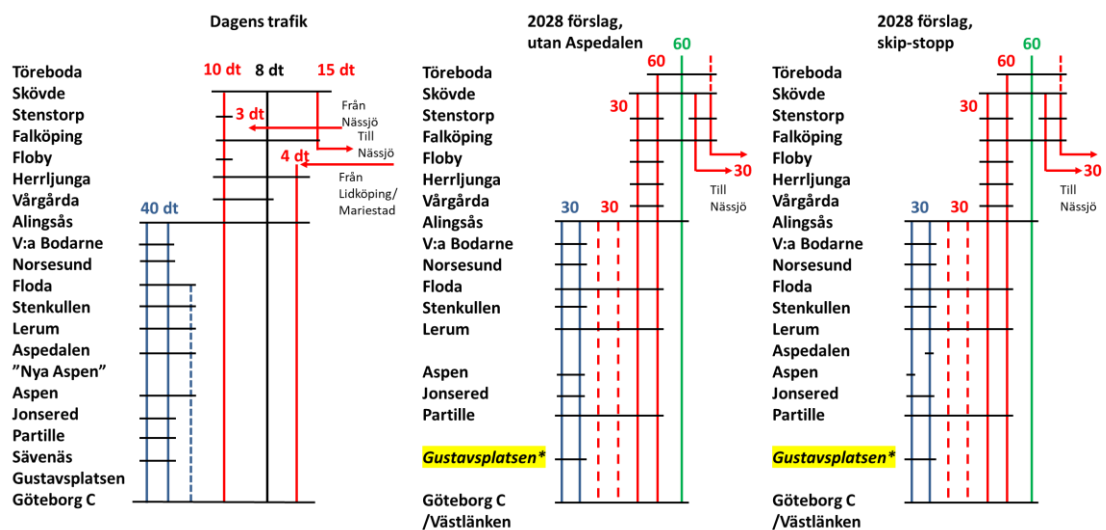 Dagens trafik
10 dt
8 dt
15 dt
Töreboda
Skövde
Stenstorp
Falköping
Floby
Herrljunga
Vårgårda
Alingsås
V:a Bodarne
Norsesund
Floda
Stenkullen
Lerum
Aspedalen
”Nya Aspen”
Aspen
Jonsered
Partille
Sävenäs
Gustavsplatsen
Göteborg C
3 dt
Från
Nässjö
Till
Nässjö
4 dt
Från
Lidköping/
Mariestad
40 dt
2028 förslag,
utan Aspedalen
60
60
30
Töreboda
Skövde
Stenstorp
Falköping
Floby
Herrljunga
Vårgårda
Alingsås
V:a Bodarne
Norsesund
Floda
Stenkullen
Lerum
Aspen
Jonsered
Partille
Gustavsplatsen*
Göteborg C
/Västlänken
30
Till
Nässjö
30
30
2028 förslag,
skip-stopp
60
60
30
Töreboda
Skövde
Stenstorp
Falköping
Floby
Herrljunga
Vårgårda
Alingsås
V:a Bodarne
Norsesund
Floda
Stenkullen
Lerum
Aspedalen
Aspen
Jonsered
Partille
Gustavsplatsen*
Göteborg C
/Västlänken
30
Till
Nässjö
30
30